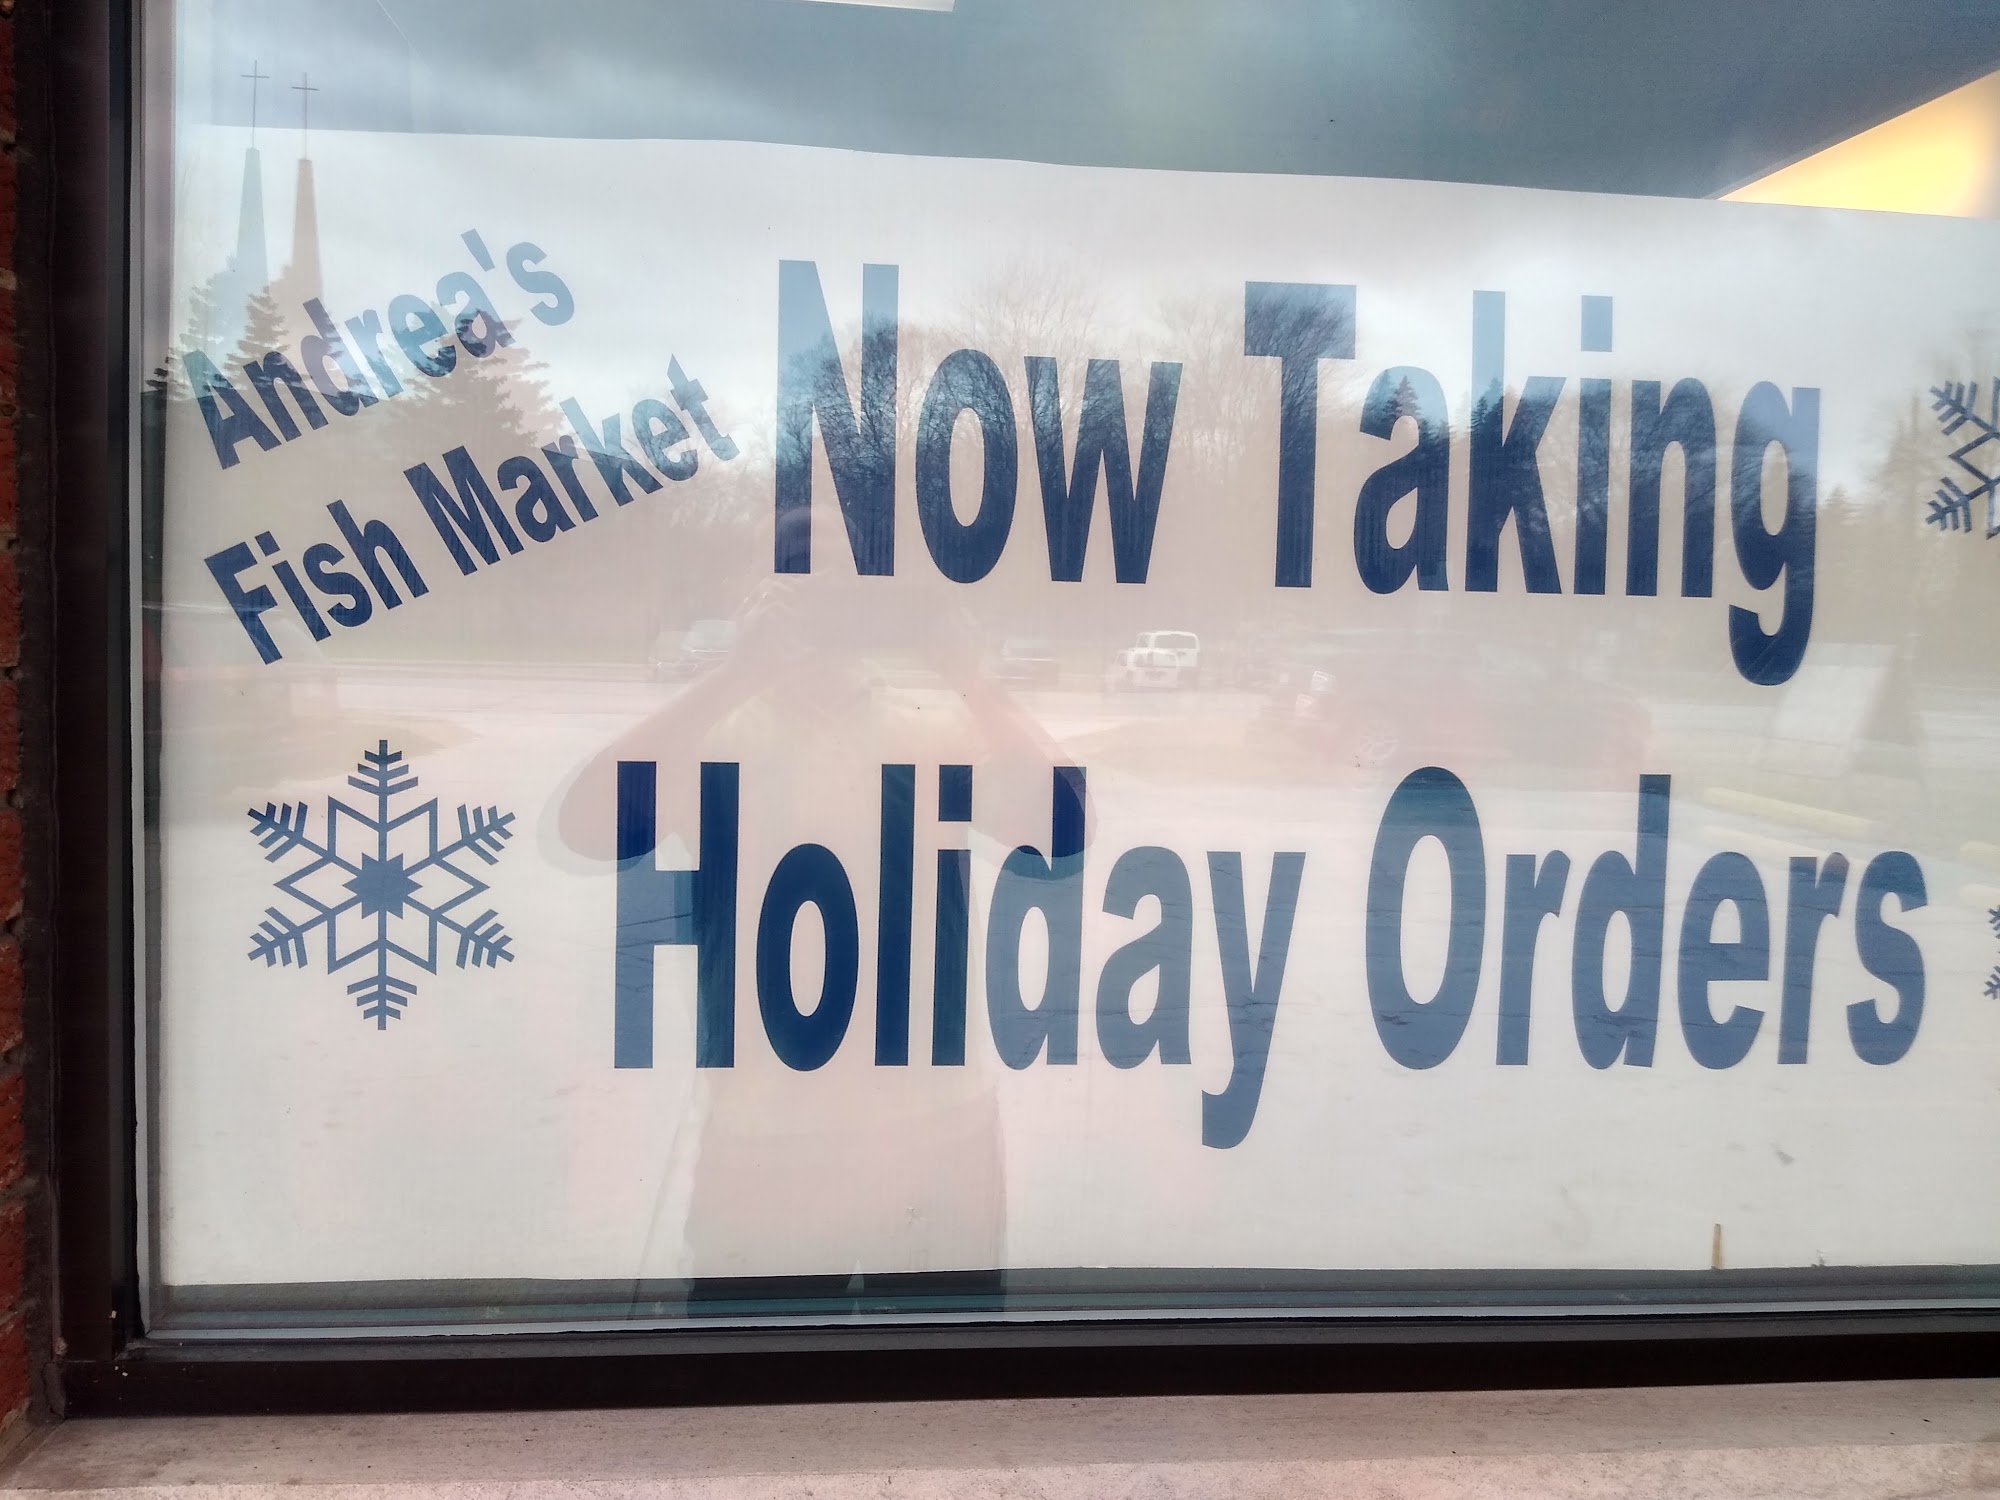 Andrea's
Fish Market
Now Taking
Holiday Orders